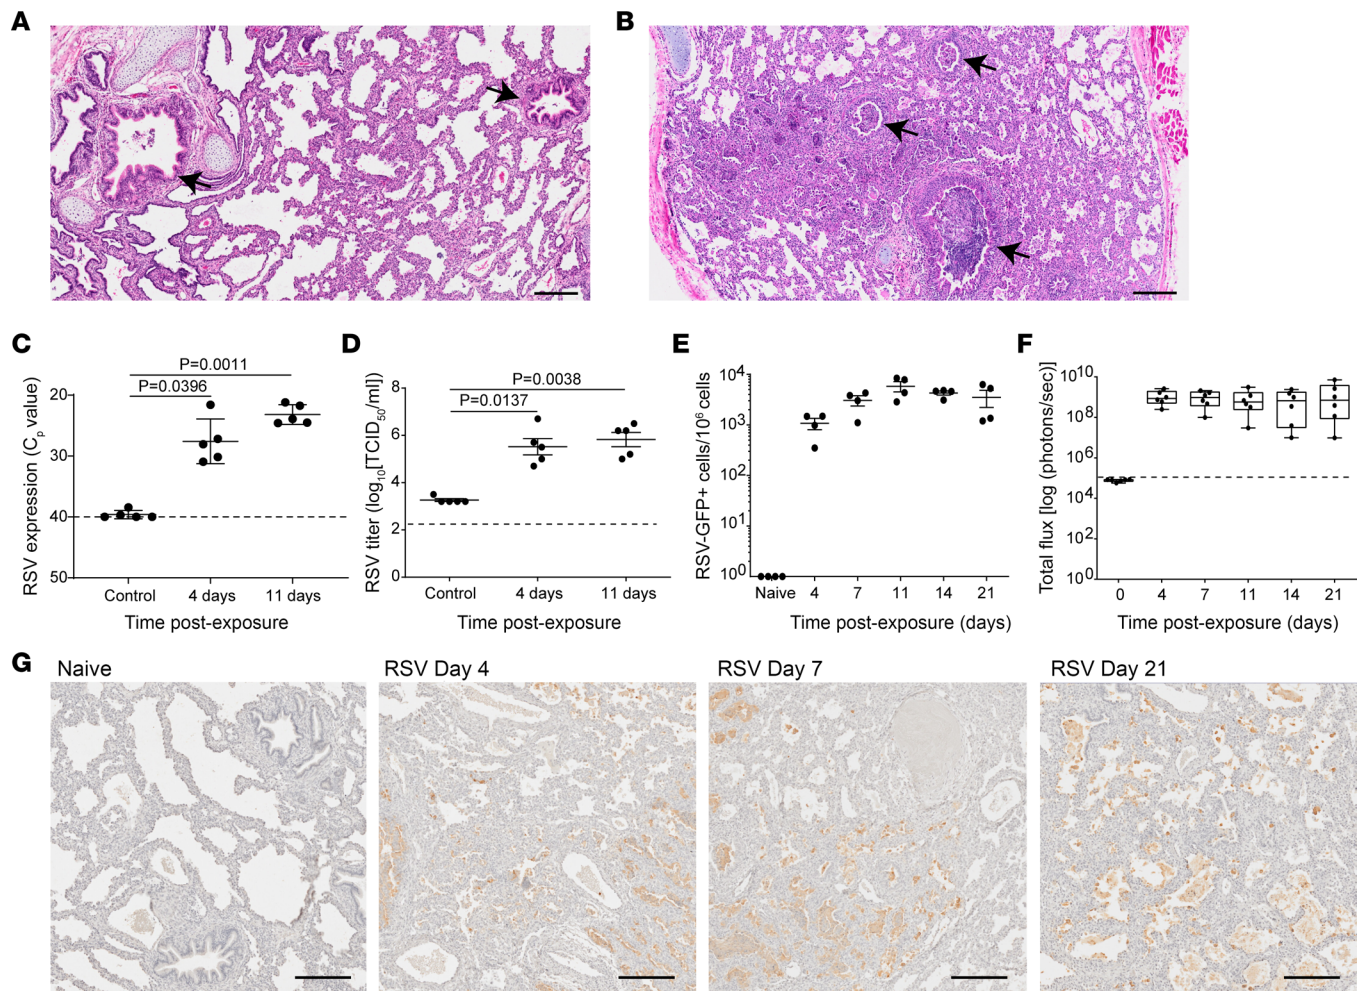 A
B
C
RSV expression (Cp value)
20
30
40
50
P=0.0011
P=0.0396
Control
4 days
11 days
Time post-exposure
D
RSV titer (log10[TCID50/ml])
8
6
4
2
0
P=0.0038
P=0.0137
Control
4 days
11 days
Time post-exposure
E
RSV-GFP+ cells/10^6 cells
10^4
10^3
10^2
10^1
10^0
Naive
4
7
11
14
21
Time post-exposure (days)
F
Total flux [log (photons/sec)]
10^10
10^8
10^6
10^4
10^2
10^0
0
4
7
11
14
21
Time post-exposure (days)
G
Naive
RSV Day 4
RSV Day 7
RSV Day 21